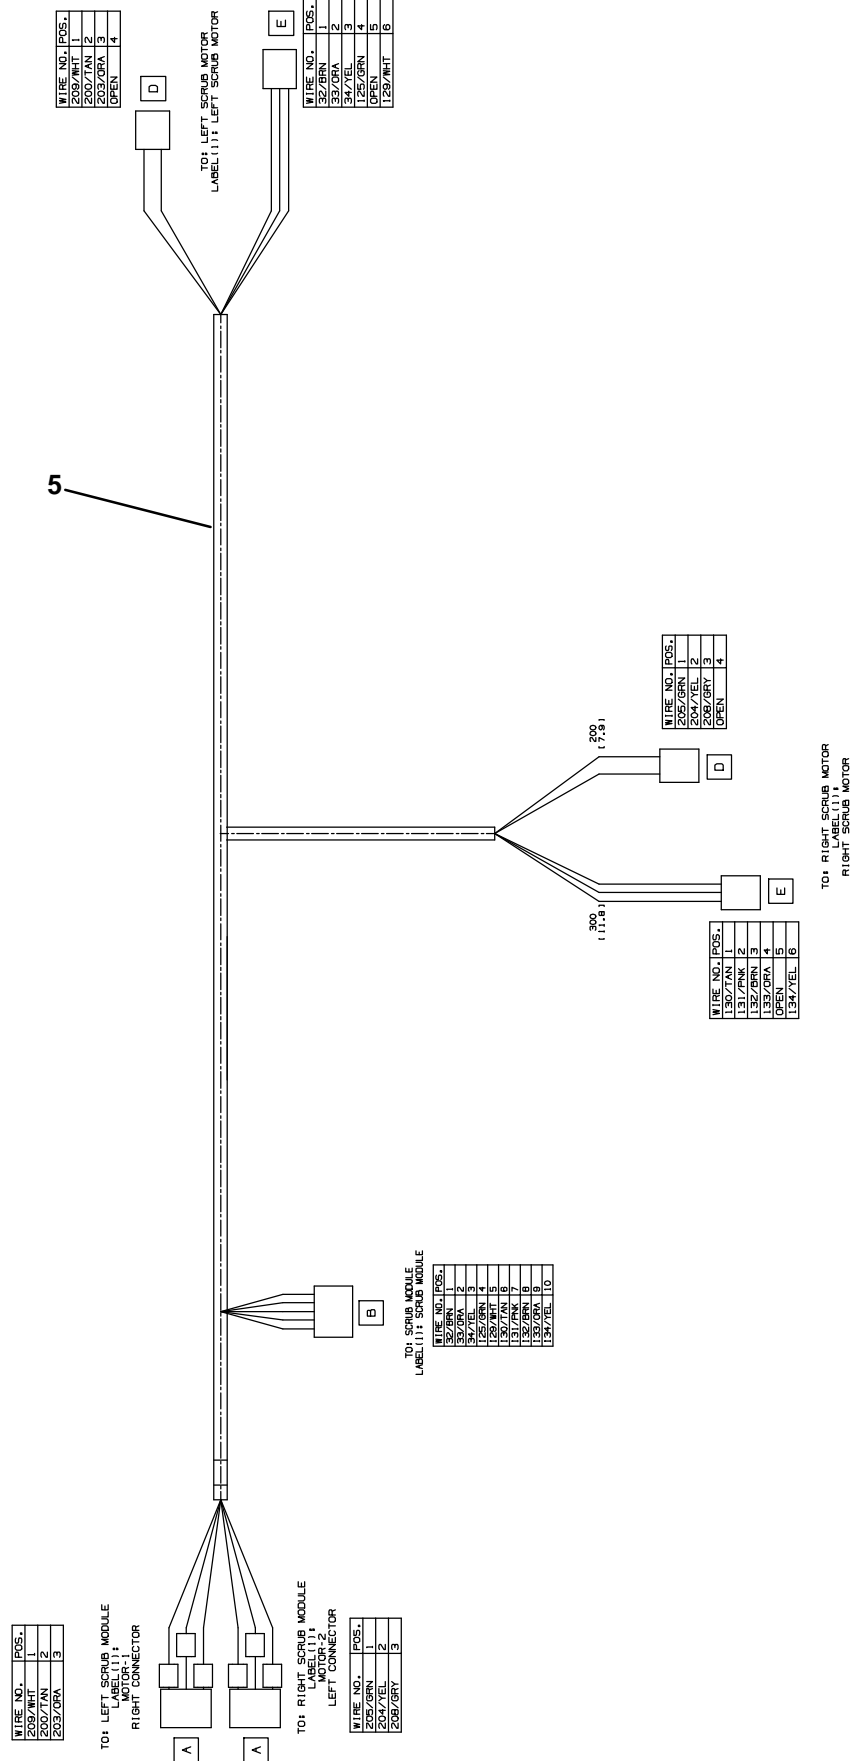 WIRE NO. POS.
209/WHT 1
200/TAN 2
203/ORA 3
OPEN 4
D
TO: LEFT SCRUB MOTOR
LABEL(1): LEFT SCRUB MOTOR
E
WIRE NO. POS.
32/BRN 1
33/ORA 2
34/YEL 3
125/GRN 4
OPEN 5
129/WHT 6
5
WIRE NO. POS.
205/GRN 1
204/YEL 2
208/GRY 3
OPEN 4
200
[7.9]
D
TO: RIGHT SCRUB MOTOR
LABEL(1):
RIGHT SCRUB MOTOR
300
[11.8]
E
WIRE NO. POS.
130/TAN 1
131/PNK 2
132/BRN 3
133/ORA 4
OPEN 5
134/YEL 6
B
TO: SCRUB MODULE
LABEL(1): SCRUB MODULE
WIRE NO. POS.
32/BRN 1
33/ORA 2
34/YEL 3
125/GRN 4
129/WHT 5
130/TAN 6
131/PNK 7
132/BRN 8
133/ORA 9
134/YEL 10
WIRE NO. POS.
209/WHT 1
200/TAN 2
203/ORA 3
TO: LEFT SCRUB MODULE
LABEL(1):
MOTOR-1
RIGHT CONNECTOR
A
A
TO: RIGHT SCRUB MODULE
LABEL(1):
MOTOR-2
LEFT CONNECTOR
WIRE NO. POS.
205/GRN 1
204/YEL 2
208/GRY 3